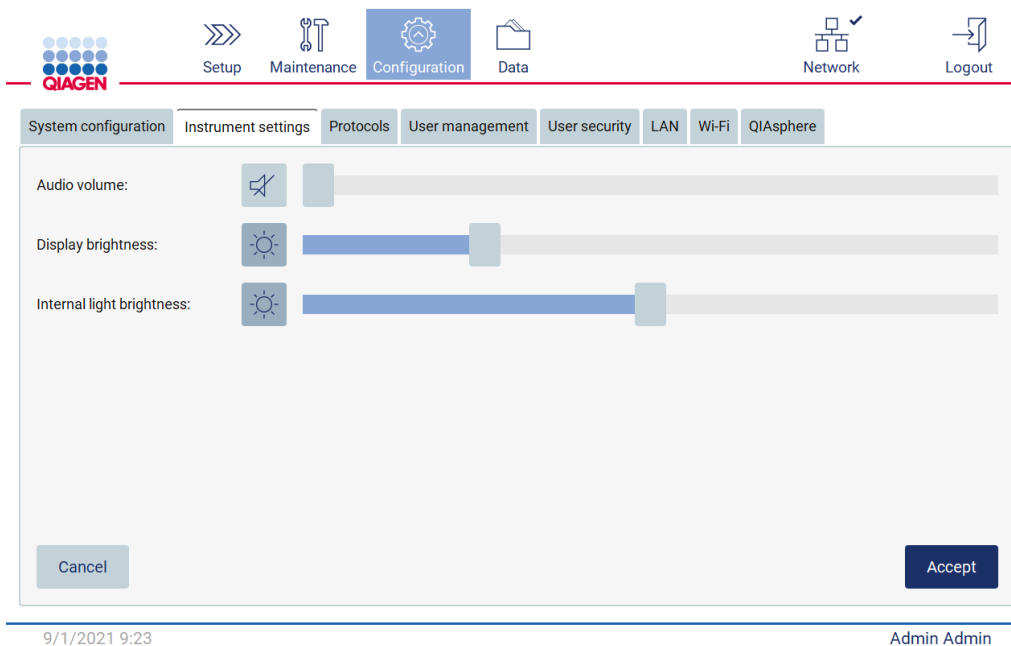 QIAGEN
Setup
Maintenance
Configuration
Data
Network
Logout
System configuration
Instrument settings
Protocols
User management
User security
LAN
Wi-Fi
QIAsphere
Audio volume:
Display brightness:
Internal light brightness:
Cancel
Accept
9/1/2021 9:23
Admin Admin